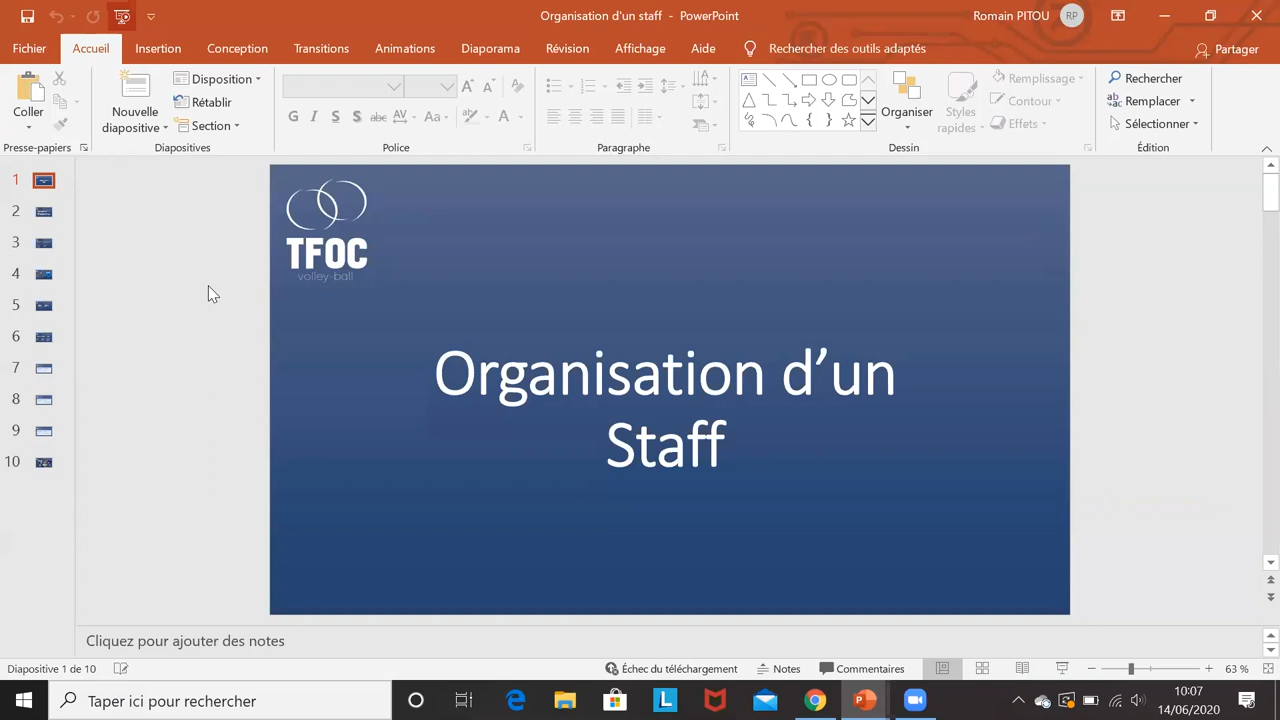 Organisation d'un staff - PowerPoint
Romain PITOU
RP
Fichier
Accueil
Insertion
Conception
Transitions
Animations
Diaporama
Révision
Affichage
Aide
Rechercher des outils adaptés
Partager
Coller
Nouvelle
diapositive
Disposition
Rétablir
Section
G I S S abc AV Aa A
Organiser
Styles
rapides
Remplissage
Contour
Effets
Rechercher
Remplacer
Sélectionner
Presse-papiers
Diapositives
Police
Paragraphe
Dessin
Édition
1
2
3
4
5
6
7
8
9
10
TFOC
volley-ball
Organisation d’un
Staff
Cliquez pour ajouter des notes
Diapositive 1 de 10
Échec du téléchargement
Notes
Commentaires
63 %
Taper ici pour rechercher
10:07
14/06/2020